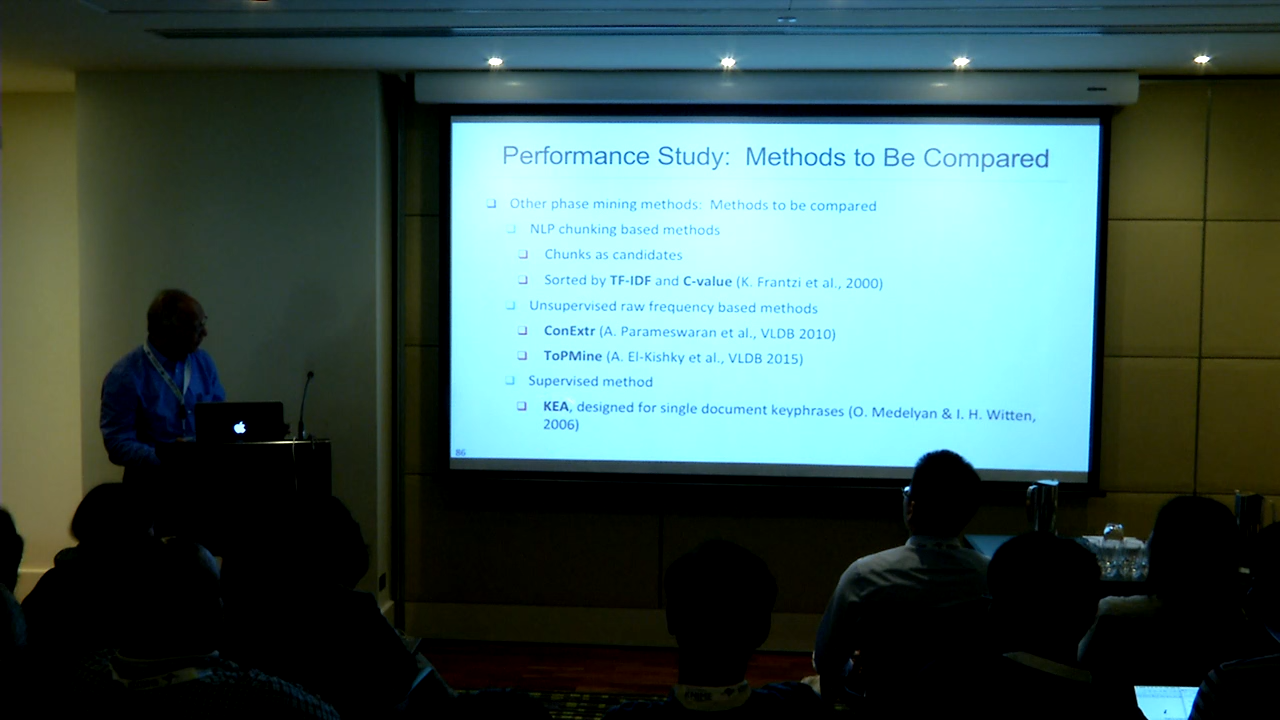 Performance Study: Methods to Be Compared
Other phase mining methods: Methods to be compared
NLP chunking based methods
Chunks as candidates
Sorted by TF-IDF and C-value (K. Frantzi et al., 2000)
Unsupervised raw frequency based methods
ConExtr (A. Parameswaran et al., VLDB 2010)
ToPMine (A. El-Kishky et al., VLDB 2015)
Supervised method
KEA, designed for single document keyphrases (O. Medelyan & I. H. Witten,
2006)
86